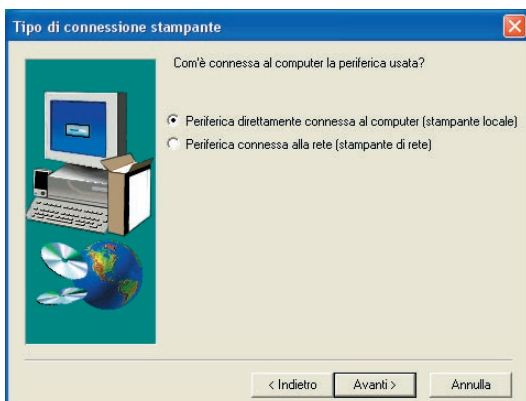 Tipo di connessione stampante
Com'è connessa al computer la periferica usata?
Periferica direttamente connessa al computer (stampante locale)
Periferica connessa alla rete (stampante di rete)
< Indietro
Avanti >
Annulla